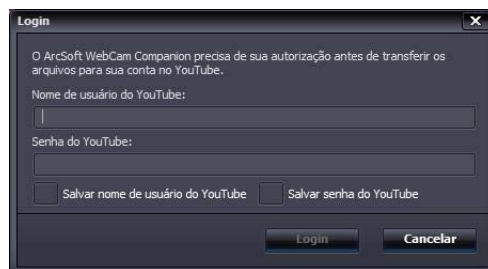 Login
O ArcSoft WebCam Companion precisa de sua autorização antes de transferir os
arquivos para sua conta no YouTube.
Nome de usuário do YouTube:
Senha do YouTube:
Salvar nome de usuário do YouTube Salvar senha do YouTube
Login Cancelar